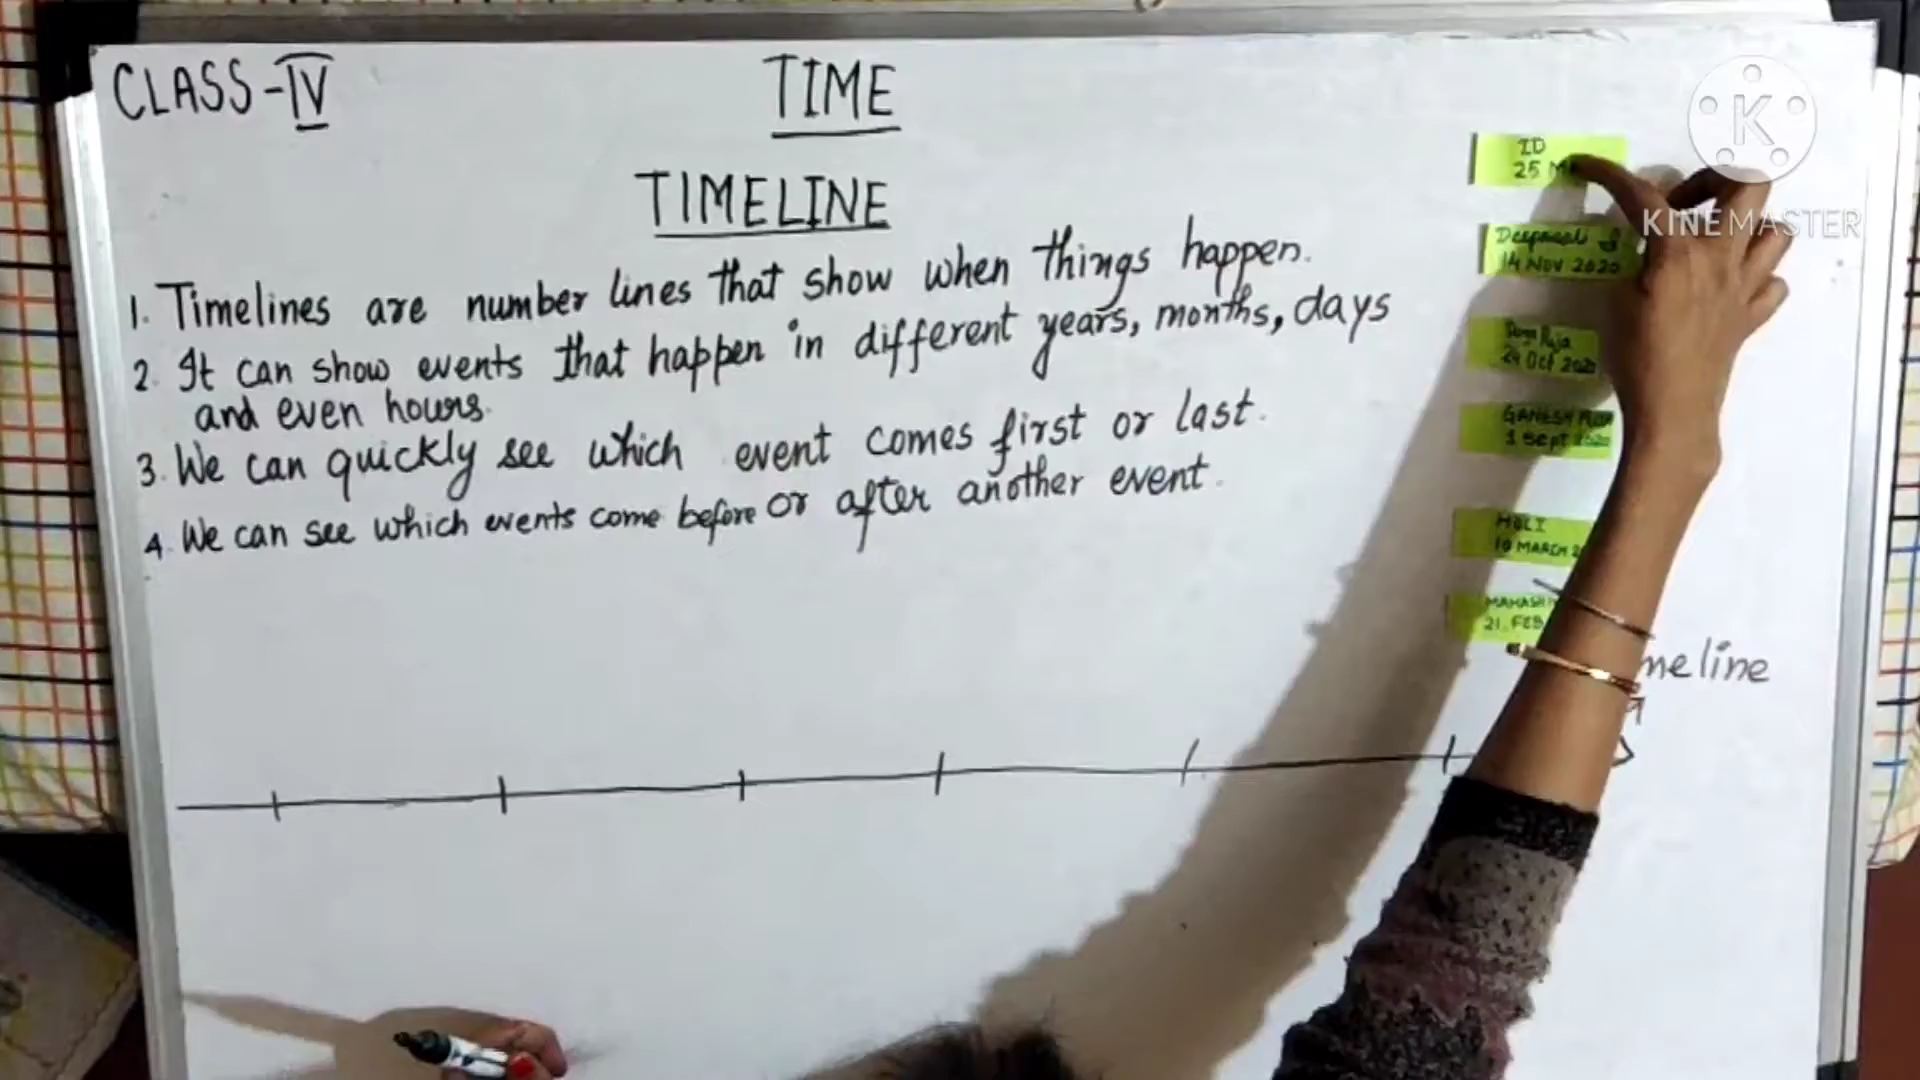 CLASS-IV
TIME
TIMELINE
1. Timelines are number lines that show when things happen.
2. It can show events that happen in different years, months, days
and even hours.
3. We can quickly see which event comes first or last.
4. We can see which events come before or after another event.
ID
25
14 NOV 2020
Puja
24 Oct 2020
GANESH
1 Sept 2020
HOLI
10 MARCH
21. FEB
meline
K
KINEMASTER